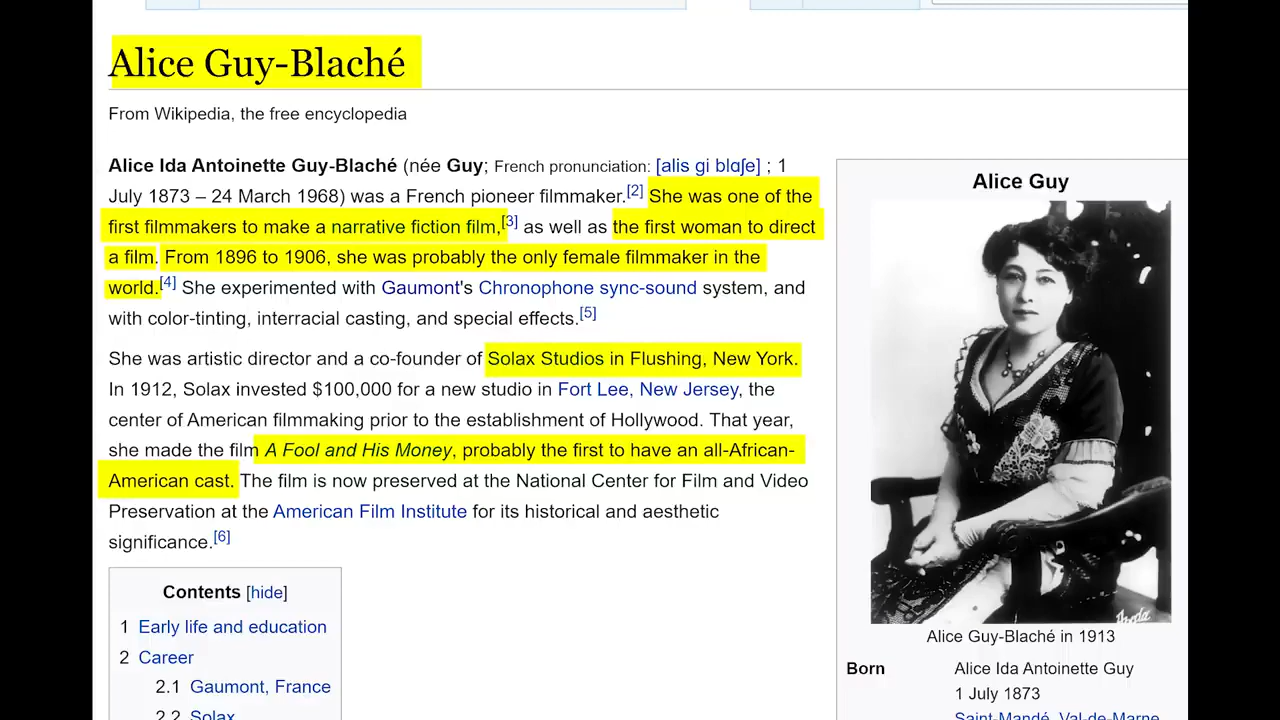 Alice Guy-Blaché
From Wikipedia, the free encyclopedia
Alice Ida Antoinette Guy-Blaché (née Guy; French pronunciation: [alis gi blɑʃe] ; 1
July 1873 – 24 March 1968) was a French pioneer filmmaker.[2] She was one of the
first filmmakers to make a narrative fiction film,[3] as well as the first woman to direct
a film. From 1896 to 1906, she was probably the only female filmmaker in the
world.[4] She experimented with Gaumont's Chronophone sync-sound system, and
with color-tinting, interracial casting, and special effects.[5]
She was artistic director and a co-founder of Solax Studios in Flushing, New York.
In 1912, Solax invested $100,000 for a new studio in Fort Lee, New Jersey, the
center of American filmmaking prior to the establishment of Hollywood. That year,
she made the film A Fool and His Money, probably the first to have an all-African-
American cast. The film is now preserved at the National Center for Film and Video
Preservation at the American Film Institute for its historical and aesthetic
significance.[6]
Contents [hide]
1 Early life and education
2 Career
2.1 Gaumont, France
2.2 Solax
Alice Guy
Alice Guy-Blaché in 1913
Born Alice Ida Antoinette Guy
1 July 1873
Saint-Mandé, Val-de-Marne